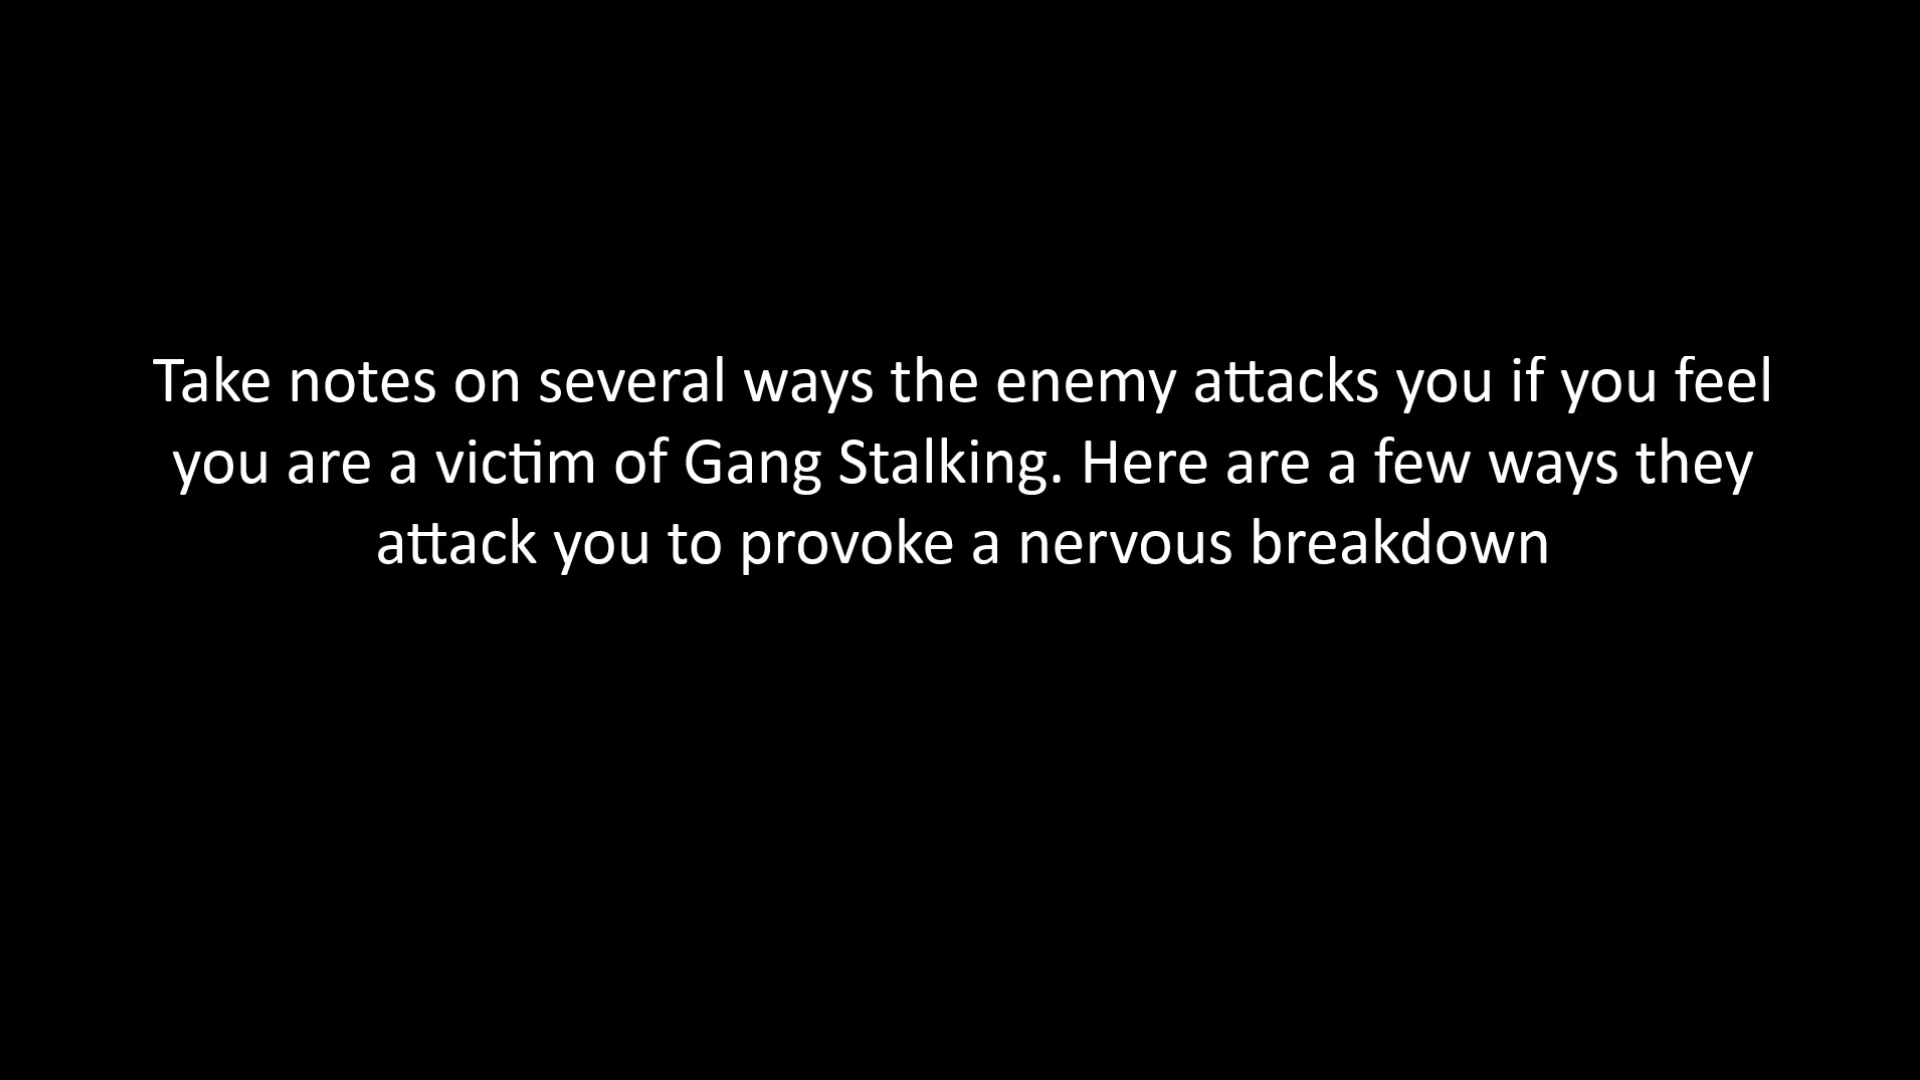 Take notes on several ways the enemy attacks you if you feel
you are a victim of Gang Stalking. Here are a few ways they
attack you to provoke a nervous breakdown